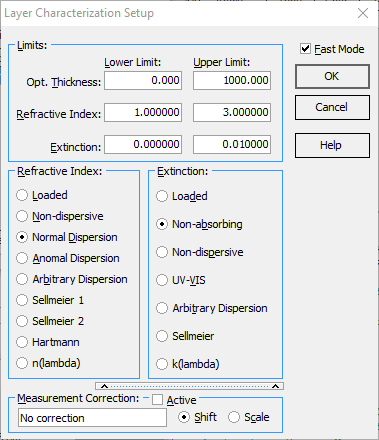 Layer Characterization Setup
Limits:
Lower Limit: Upper Limit:
Fast Mode
Opt. Thickness: 0.000 1000.000
OK
Refractive Index: 1.000000 3.000000
Cancel
Extinction: 0.000000 0.010000
Help
Refractive Index:
Loaded
Non-dispersive
Normal Dispersion
Anomal Dispersion
Arbitrary Dispersion
Sellmeier 1
Sellmeier 2
Hartmann
n(lambda)
Extinction:
Loaded
Non-absorbing
Non-dispersive
UV-VIS
Arbitrary Dispersion
Sellmeier
k(lambda)
Measurement Correction: Active
No correction Shift Scale